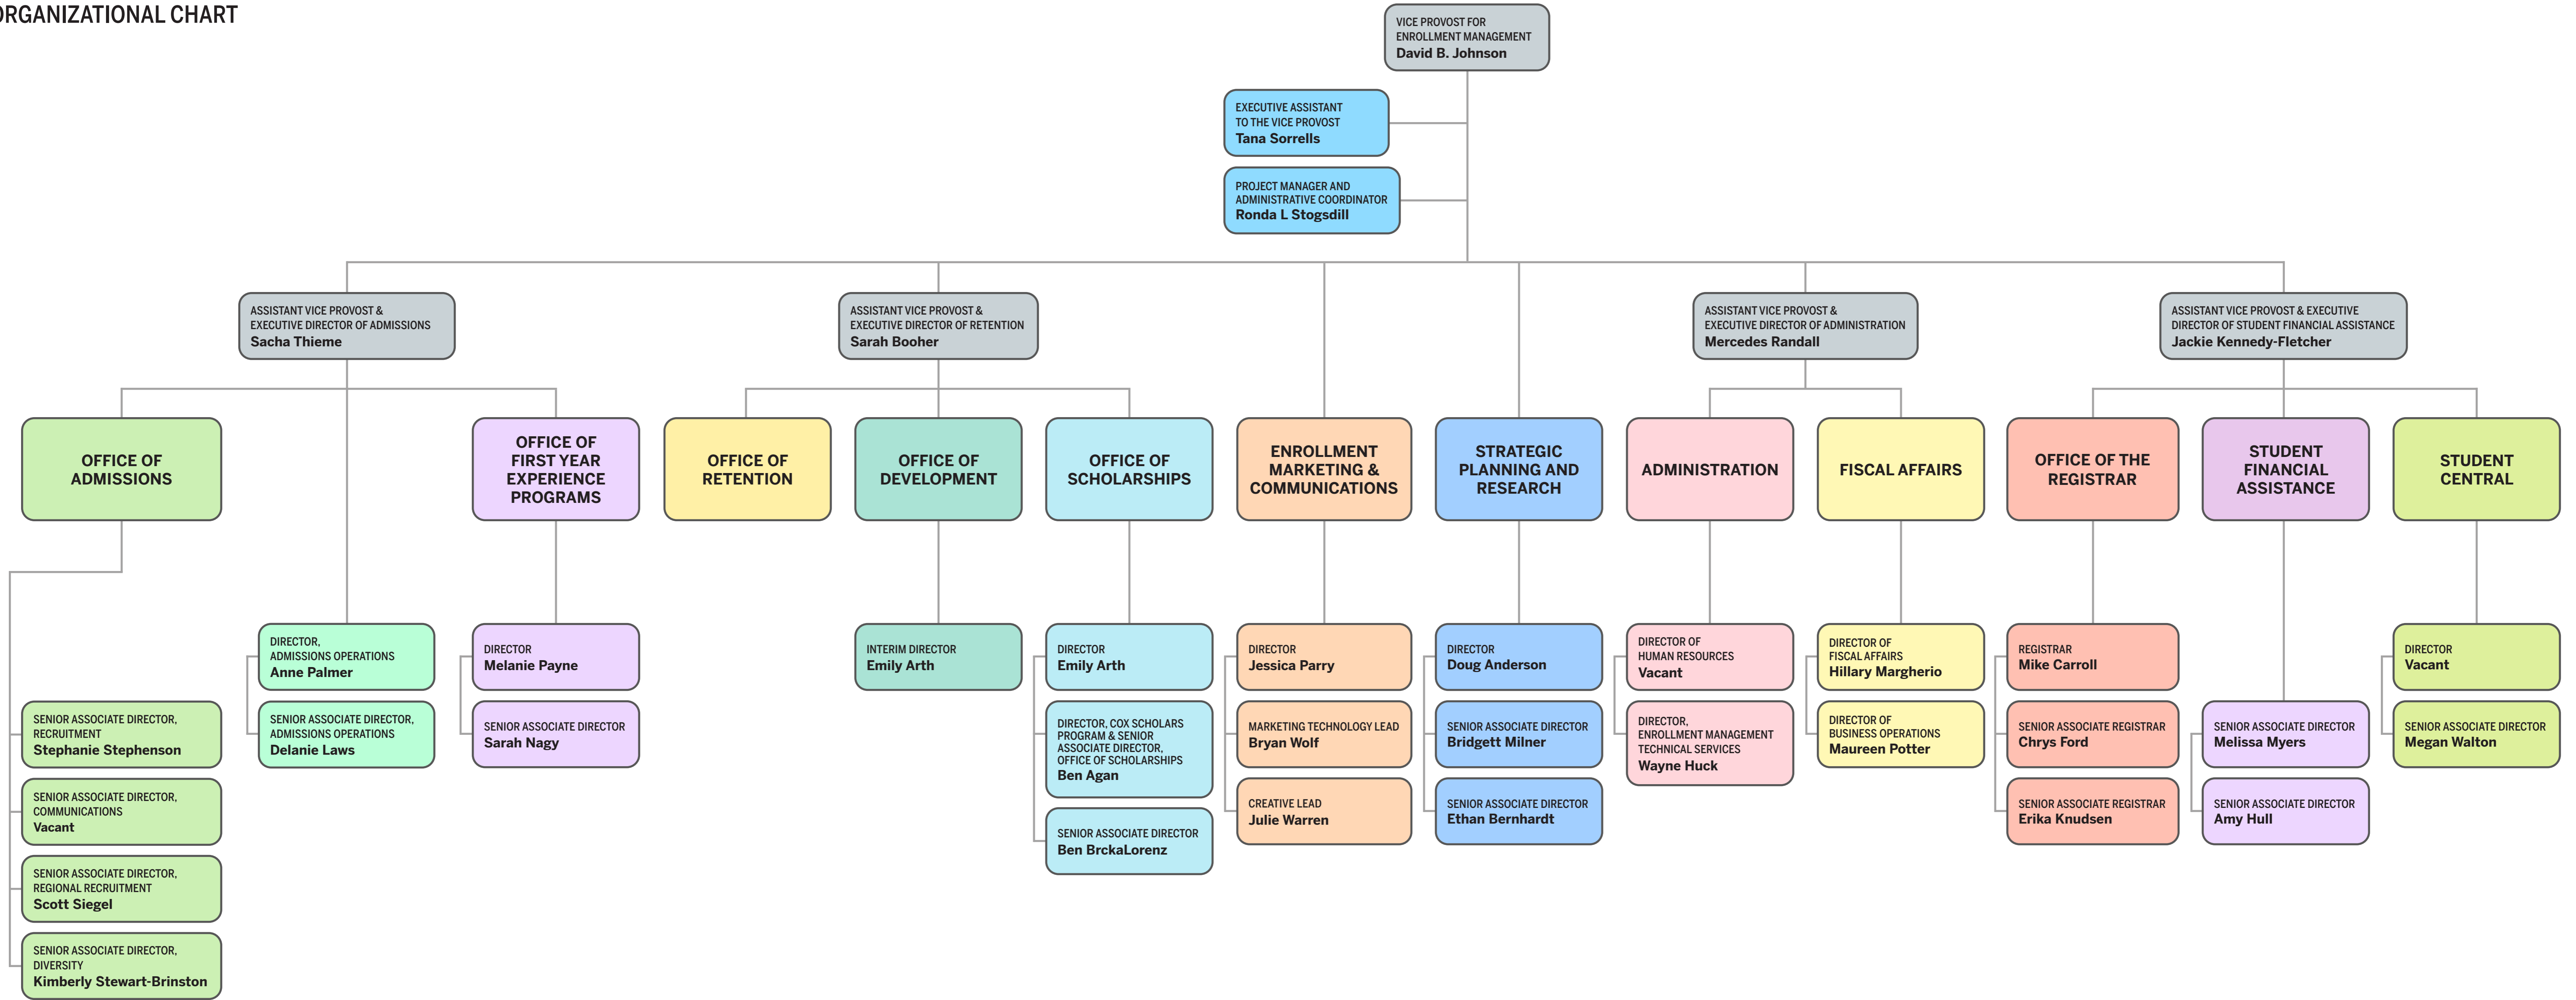 ORGANIZATIONAL CHART
VICE PROVOST FOR
ENROLLMENT MANAGEMENT
David B. Johnson
EXECUTIVE ASSISTANT
TO THE VICE PROVOST
Tana Sorrells
PROJECT MANAGER AND
ADMINISTRATIVE COORDINATOR
Ronda L Stogsdill
ASSISTANT VICE PROVOST &
EXECUTIVE DIRECTOR OF ADMISSIONS
Sacha Thieme
ASSISTANT VICE PROVOST &
EXECUTIVE DIRECTOR OF RETENTION
Sarah Booher
ASSISTANT VICE PROVOST &
EXECUTIVE DIRECTOR OF ADMINISTRATION
Mercedes Randall
ASSISTANT VICE PROVOST & EXECUTIVE
DIRECTOR OF STUDENT FINANCIAL ASSISTANCE
Jackie Kennedy-Fletcher
OFFICE OF
ADMISSIONS
OFFICE OF
FIRST YEAR
EXPERIENCE
PROGRAMS
OFFICE OF
RETENTION
OFFICE OF
DEVELOPMENT
OFFICE OF
SCHOLARSHIPS
ENROLLMENT
MARKETING &
COMMUNICATIONS
STRATEGIC
PLANNING AND
RESEARCH
ADMINISTRATION
FISCAL AFFAIRS
OFFICE OF THE
REGISTRAR
STUDENT
FINANCIAL
ASSISTANCE
STUDENT
CENTRAL
SENIOR ASSOCIATE DIRECTOR,
RECRUITMENT
Stephanie Stephenson
SENIOR ASSOCIATE DIRECTOR,
COMMUNICATIONS
Vacant
SENIOR ASSOCIATE DIRECTOR,
REGIONAL RECRUITMENT
Scott Siegel
SENIOR ASSOCIATE DIRECTOR,
DIVERSITY
Kimberly Stewart-Brinston
DIRECTOR,
ADMISSIONS OPERATIONS
Anne Palmer
SENIOR ASSOCIATE DIRECTOR,
ADMISSIONS OPERATIONS
Delanie Laws
DIRECTOR
Melanie Payne
SENIOR ASSOCIATE DIRECTOR
Sarah Nagy
INTERIM DIRECTOR
Emily Arth
DIRECTOR
Emily Arth
DIRECTOR, COX SCHOLARS
PROGRAM & SENIOR
ASSOCIATE DIRECTOR,
OFFICE OF SCHOLARSHIPS
Ben Agan
SENIOR ASSOCIATE DIRECTOR
Ben BrckaLorenz
DIRECTOR
Jessica Parry
MARKETING TECHNOLOGY LEAD
Bryan Wolf
CREATIVE LEAD
Julie Warren
DIRECTOR
Doug Anderson
SENIOR ASSOCIATE DIRECTOR
Bridgett Milner
SENIOR ASSOCIATE DIRECTOR
Ethan Bernhardt
DIRECTOR OF
HUMAN RESOURCES
Vacant
DIRECTOR,
ENROLLMENT MANAGEMENT
TECHNICAL SERVICES
Wayne Huck
DIRECTOR OF
FISCAL AFFAIRS
Hillary Margherio
DIRECTOR OF
BUSINESS OPERATIONS
Maureen Potter
REGISTRAR
Mike Carroll
SENIOR ASSOCIATE REGISTRAR
Chrys Ford
SENIOR ASSOCIATE REGISTRAR
Erika Knudsen
SENIOR ASSOCIATE DIRECTOR
Melissa Myers
SENIOR ASSOCIATE DIRECTOR
Amy Hull
DIRECTOR
Vacant
SENIOR ASSOCIATE DIRECTOR
Megan Walton